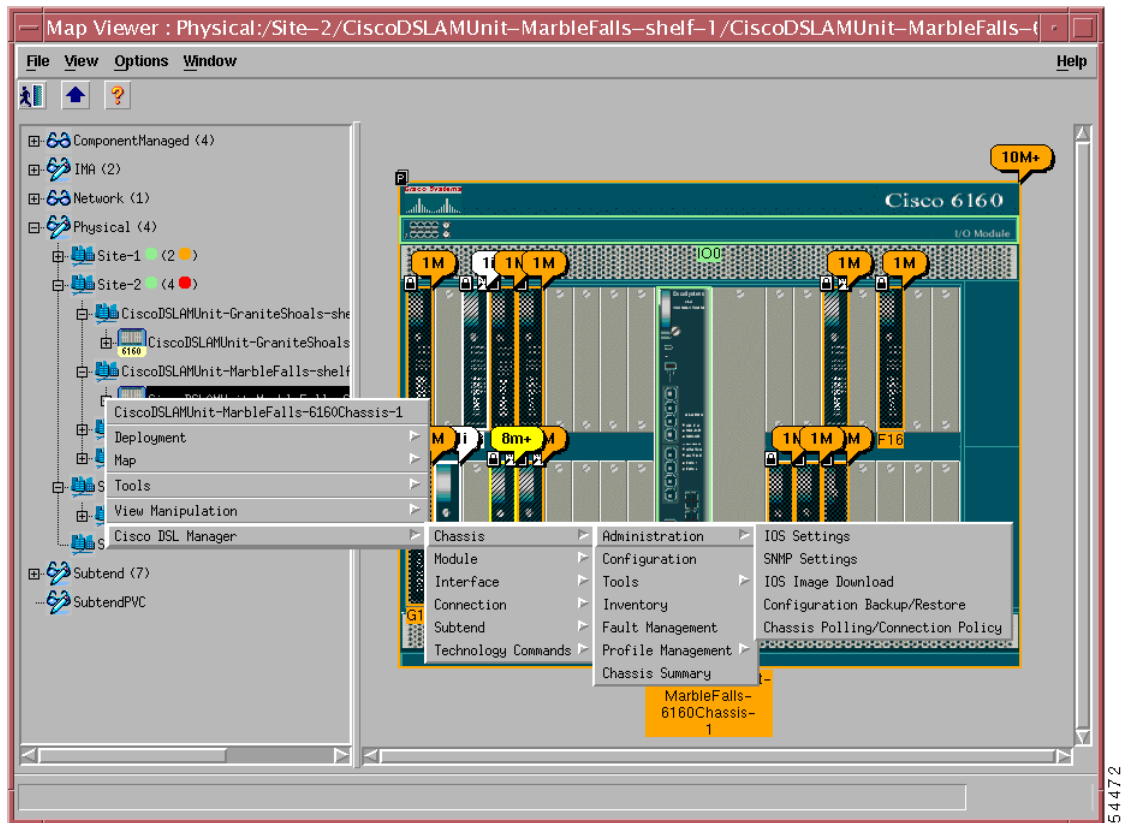 Map Viewer : Physical:/Site-2/CiscoDSLAMUnit-MarbleFalls-shelf-1/CiscoDSLAMUnit-MarbleFalls-
File View Options Window Help
ComponentManaged (4)
IMA (2)
Network (1)
Physical (4)
Site-1 (2 )
Site-2 (4 )
CiscoDSLAMUnit-GraniteShoals-she
6160
CiscoDSLAMUnit-GraniteShoals
CiscoDSLAMUnit-MarbleFalls-shelf
CiscoDSLAMUnit-MarbleFalls-6160Chassis-1
Deployment
Map
Tools
View Manipulation
Cisco DSL Manager
S
S
Subtend (7)
SubtendPVC
Chassis
Module
Interface
Connection
Subtend
Technology Commands
Administration
Configuration
Tools
Inventory
Fault Management
Profile Management
Chassis Summary
IOS Settings
SNMP Settings
IOS Image Download
Configuration Backup/Restore
Chassis Polling/Connection Policy
10M+
P
Cisco Systems
Cisco 6160
I/O Module
IO0
1M
1i
1M
1M
1M
1M
M
1i
8m+
M
1M
1M
M
F16
G1
MarbleFalls-
6160Chassis-
1
54472